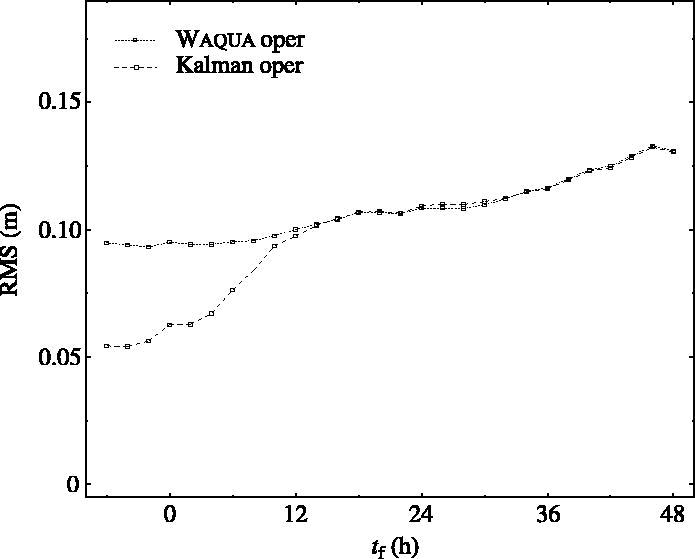 WAQUA oper
Kalman oper
0.15
0.10
0.05
0
RMS (m)
0 12 24 36 48
tf (h)